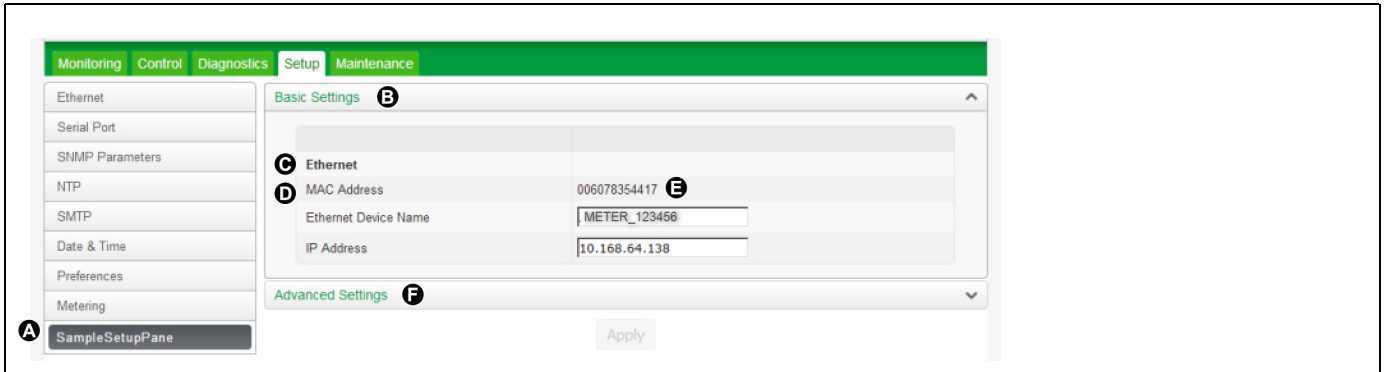 Monitoring Control Diagnostics Setup Maintenance
Ethernet
Serial Port
SNMP Parameters
NTP
SMTP
Date & Time
Preferences
Metering
A SampleSetupPane
Basic Settings B
C Ethernet
D MAC Address 006078354417 E
Ethernet Device Name METER_123456
IP Address 10.168.64.138
Advanced Settings F
Apply